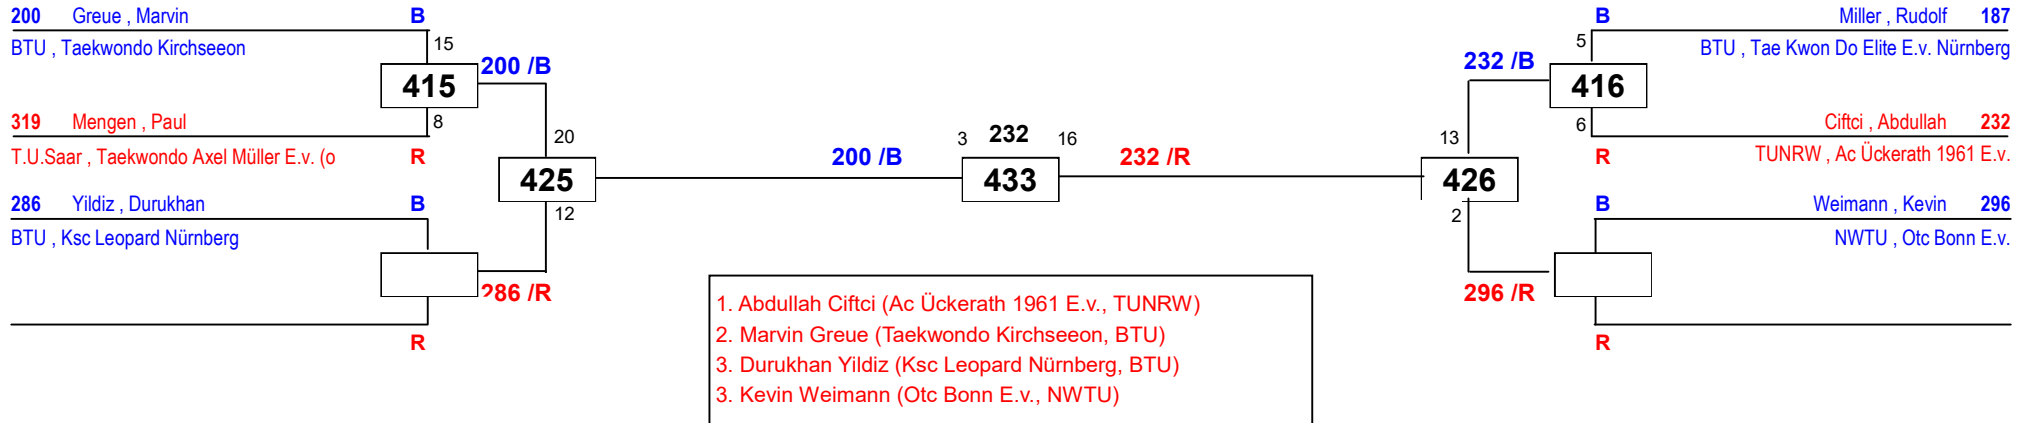 200 Greue , Marvin B
BTU , Taekwondo Kirchseeon
15
415
200 /B
8
319 Mengen , Paul
T.U.Saar , Taekwondo Axel Müller E.v. (o R
20
425
12
286 Yildiz , Durukhan B
BTU , Ksc Leopard Nürnberg
286 /R
R
200 /B
3 232 16
433
232 /R
B Miller , Rudolf 187
BTU , Tae Kwon Do Elite E.v. Nürnberg
5
232 /B
416
6
Ciftci , Abdullah 232
R TUNRW , Ac Ückerath 1961 E.v.
13
426
2
B Weimann , Kevin 296
NWTU , Otc Bonn E.v.
296 /R
R
1. Abdullah Ciftci (Ac Ückerath 1961 E.v., TUNRW)
2. Marvin Greue (Taekwondo Kirchseeon, BTU)
3. Durukhan Yildiz (Ksc Leopard Nürnberg, BTU)
3. Kevin Weimann (Otc Bonn E.v., NWTU)